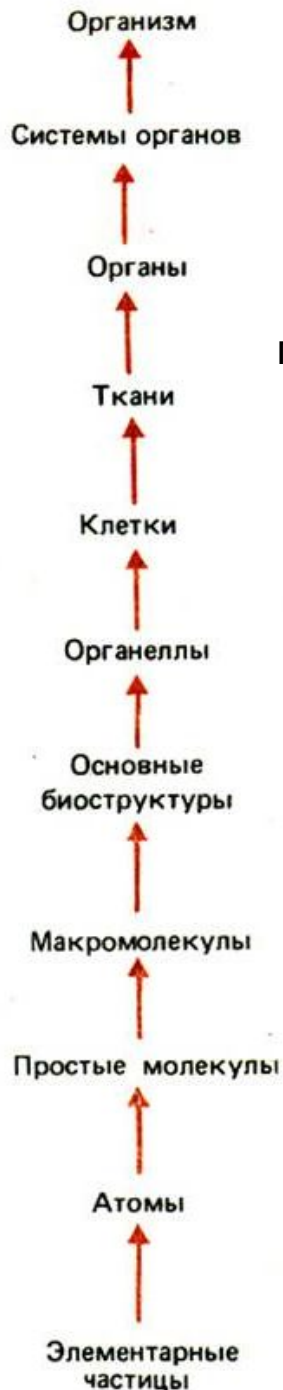 Организм
Системы органов
Органы
Ткани
Клетки
Органеллы
Основные
биоструктуры
Макромолекулы
Простые молекулы
Атомы
Элементарные
частицы